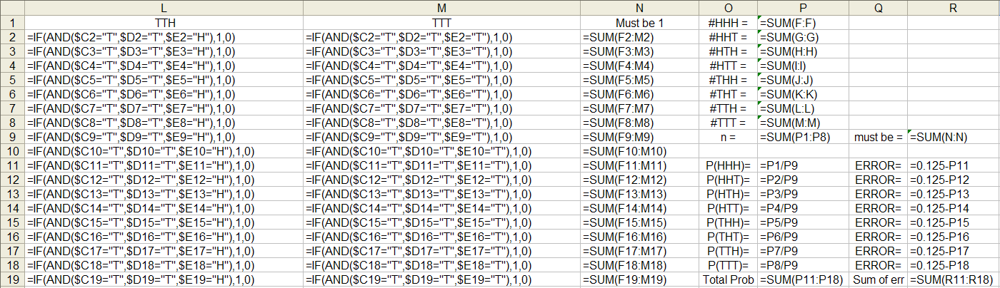 L M N O P Q R
1 TTH TTT Must be 1 #HHH = =SUM(F:F)
2 =IF(AND($C2="T",$D2="T",$E2="H"),1,0) =IF(AND($C2="T",$D2="T",$E2="T"),1,0) =SUM(F2:M2) #HHT = =SUM(G:G)
3 =IF(AND($C3="T",$D3="T",$E3="H"),1,0) =IF(AND($C3="T",$D3="T",$E3="T"),1,0) =SUM(F3:M3) #HTH = =SUM(H:H)
4 =IF(AND($C4="T",$D4="T",$E4="H"),1,0) =IF(AND($C4="T",$D4="T",$E4="T"),1,0) =SUM(F4:M4) #HTT = =SUM(I:I)
5 =IF(AND($C5="T",$D5="T",$E5="H"),1,0) =IF(AND($C5="T",$D5="T",$E5="T"),1,0) =SUM(F5:M5) #THH = =SUM(J:J)
6 =IF(AND($C6="T",$D6="T",$E6="H"),1,0) =IF(AND($C6="T",$D6="T",$E6="T"),1,0) =SUM(F6:M6) #THT = =SUM(K:K)
7 =IF(AND($C7="T",$D7="T",$E7="H"),1,0) =IF(AND($C7="T",$D7="T",$E7="T"),1,0) =SUM(F7:M7) #TTH = =SUM(L:L)
8 =IF(AND($C8="T",$D8="T",$E8="H"),1,0) =IF(AND($C8="T",$D8="T",$E8="T"),1,0) =SUM(F8:M8) #TTT = =SUM(M:M)
9 =IF(AND($C9="T",$D9="T",$E9="H"),1,0) =IF(AND($C9="T",$D9="T",$E9="T"),1,0) =SUM(F9:M9) n = =SUM(P1:P8) must be = =SUM(N:N)
10 =IF(AND($C10="T",$D10="T",$E10="H"),1,0) =IF(AND($C10="T",$D10="T",$E10="T"),1,0) =SUM(F10:M10)
11 =IF(AND($C11="T",$D11="T",$E11="H"),1,0) =IF(AND($C11="T",$D11="T",$E11="T"),1,0) =SUM(F11:M11) P(HHH)= =P1/P9 ERROR= =0.125-P11
12 =IF(AND($C12="T",$D12="T",$E12="H"),1,0) =IF(AND($C12="T",$D12="T",$E12="T"),1,0) =SUM(F12:M12) P(HHT)= =P2/P9 ERROR= =0.125-P12
13 =IF(AND($C13="T",$D13="T",$E13="H"),1,0) =IF(AND($C13="T",$D13="T",$E13="T"),1,0) =SUM(F13:M13) P(HTH)= =P3/P9 ERROR= =0.125-P13
14 =IF(AND($C14="T",$D14="T",$E14="H"),1,0) =IF(AND($C14="T",$D14="T",$E14="T"),1,0) =SUM(F14:M14) P(HTT)= =P4/P9 ERROR= =0.125-P14
15 =IF(AND($C15="T",$D15="T",$E15="H"),1,0) =IF(AND($C15="T",$D15="T",$E15="T"),1,0) =SUM(F15:M15) P(THH)= =P5/P9 ERROR= =0.125-P15
16 =IF(AND($C16="T",$D16="T",$E16="H"),1,0) =IF(AND($C16="T",$D16="T",$E16="T"),1,0) =SUM(F16:M16) P(THT)= =P6/P9 ERROR= =0.125-P16
17 =IF(AND($C17="T",$D17="T",$E17="H"),1,0) =IF(AND($C17="T",$D17="T",$E17="T"),1,0) =SUM(F17:M17) P(TTH)= =P7/P9 ERROR= =0.125-P17
18 =IF(AND($C18="T",$D18="T",$E18="H"),1,0) =IF(AND($C18="T",$D18="T",$E18="T"),1,0) =SUM(F18:M18) P(TTT)= =P8/P9 ERROR= =0.125-P18
19 =IF(AND($C19="T",$D19="T",$E19="H"),1,0) =IF(AND($C19="T",$D19="T",$E19="T"),1,0) =SUM(F19:M19) Total Prob =SUM(P11:P18) Sum of err =SUM(R11:R18)